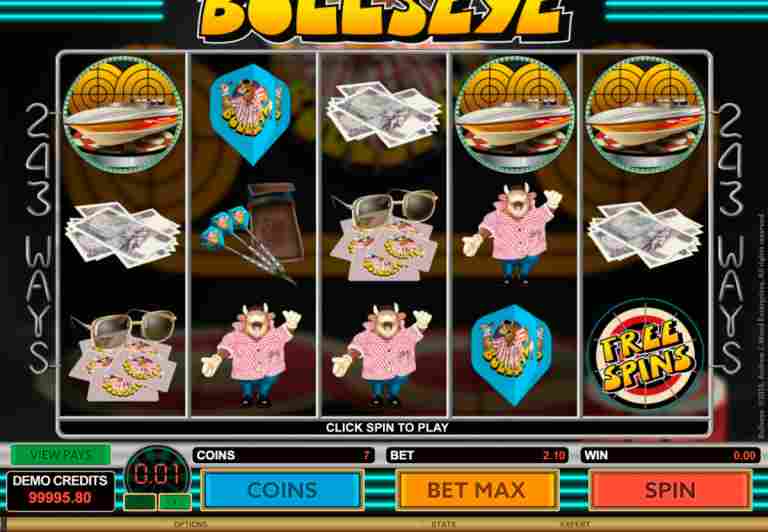 BULLSEYE
243 WAYS
243 WAYS
FREE
SPINS
CLICK SPIN TO PLAY
VIEW PAYS
0.01
COINS 7
BET 2.10
WIN 0.00
DEMO CREDITS
99995.80
COINS
BET MAX
SPIN
OPTIONS
STATS
EXPERT